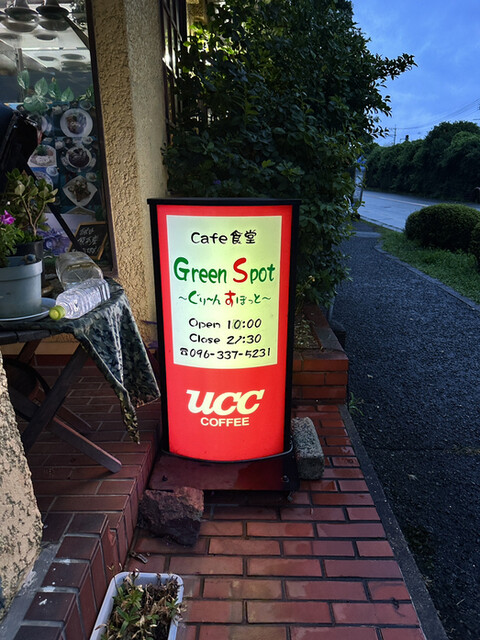 Cafe食堂
Green Spot
～ぐり～んすぽっと～
Open 10:00
Close 21:30
☎096-337-5231
UCC
COFFEE